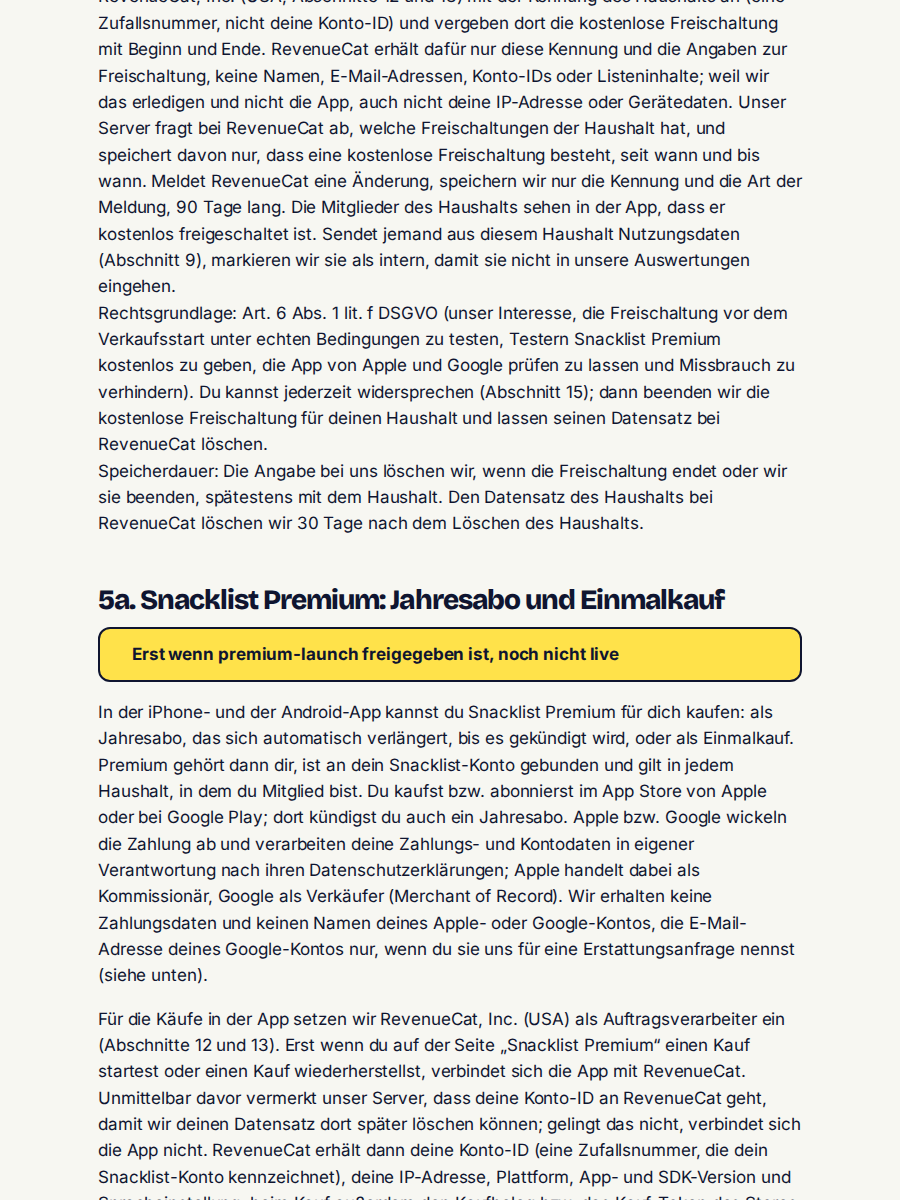 Zufallsnummer, nicht deine Konto-ID) und vergeben dort die kostenlose Freischaltung
mit Beginn und Ende. RevenueCat erhält dafür nur diese Kennung und die Angaben zur
Freischaltung, keine Namen, E-Mail-Adressen, Konto-IDs oder Listeninhalte; weil wir
das erledigen und nicht die App, auch nicht deine IP-Adresse oder Gerätedaten. Unser
Server fragt bei RevenueCat ab, welche Freischaltungen der Haushalt hat, und
speichert davon nur, dass eine kostenlose Freischaltung besteht, seit wann und bis
wann. Meldet RevenueCat eine Änderung, speichern wir nur die Kennung und die Art der
Meldung, 90 Tage lang. Die Mitglieder des Haushalts sehen in der App, dass er
kostenlos freigeschaltet ist. Sendet jemand aus diesem Haushalt Nutzungsdaten
(Abschnitt 9), markieren wir sie als intern, damit sie nicht in unsere Auswertungen
eingehen.
Rechtsgrundlage: Art. 6 Abs. 1 lit. f DSGVO (unser Interesse, die Freischaltung vor dem
Verkaufsstart unter echten Bedingungen zu testen, Testern Snacklist Premium
kostenlos zu geben, die App von Apple und Google prüfen zu lassen und Missbrauch zu
verhindern). Du kannst jederzeit widersprechen (Abschnitt 15); dann beenden wir die
kostenlose Freischaltung für deinen Haushalt und lassen seinen Datensatz bei
RevenueCat löschen.
Speicherdauer: Die Angabe bei uns löschen wir, wenn die Freischaltung endet oder wir
sie beenden, spätestens mit dem Haushalt. Den Datensatz des Haushalts bei
RevenueCat löschen wir 30 Tage nach dem Löschen des Haushalts.
5a. Snacklist Premium: Jahresabo und Einmalkauf
Erst wenn premium-launch freigegeben ist, noch nicht live
In der iPhone- und der Android-App kannst du Snacklist Premium für dich kaufen: als
Jahresabo, das sich automatisch verlängert, bis es gekündigt wird, oder als Einmalkauf.
Premium gehört dann dir, ist an dein Snacklist-Konto gebunden und gilt in jedem
Haushalt, in dem du Mitglied bist. Du kaufst bzw. abonnierst im App Store von Apple
oder bei Google Play; dort kündigst du auch ein Jahresabo. Apple bzw. Google wickeln
die Zahlung ab und verarbeiten deine Zahlungs- und Kontodaten in eigener
Verantwortung nach ihren Datenschutzerklärungen; Apple handelt dabei als
Kommissionär, Google als Verkäufer (Merchant of Record). Wir erhalten keine
Zahlungsdaten und keinen Namen deines Apple- oder Google-Kontos, die E-Mail-
Adresse deines Google-Kontos nur, wenn du sie uns für eine Erstattungsanfrage nennst
(siehe unten).
Für die Käufe in der App setzen wir RevenueCat, Inc. (USA) als Auftragsverarbeiter ein
(Abschnitte 12 und 13). Erst wenn du auf der Seite „Snacklist Premium“ einen Kauf
startest oder einen Kauf wiederherstellst, verbindet sich die App mit RevenueCat.
Unmittelbar davor vermerkt unser Server, dass deine Konto-ID an RevenueCat geht,
damit wir deinen Datensatz dort später löschen können; gelingt das nicht, verbindet sich
die App nicht. RevenueCat erhält dann deine Konto-ID (eine Zufallsnummer, die dein
Snacklist-Konto kennzeichnet), deine IP-Adresse, Plattform, App- und SDK-Version und